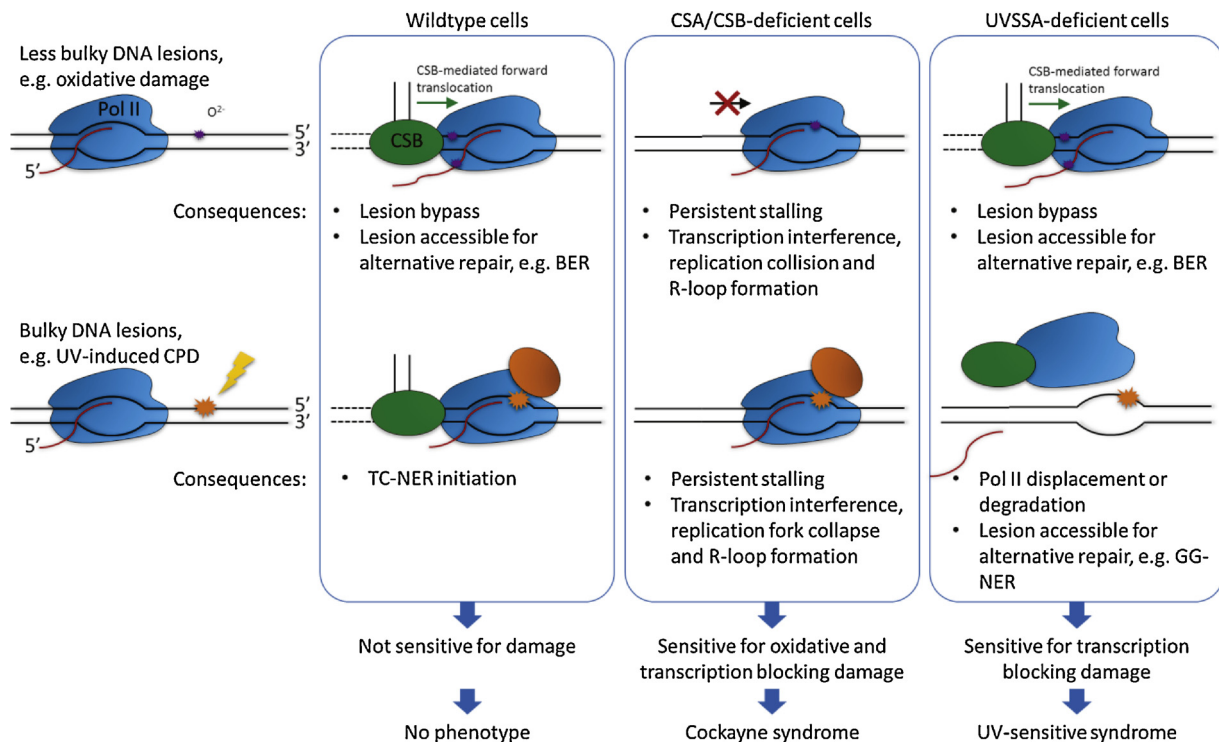 Wildtype cells
CSA/CSB-deficient cells
UVSSA-deficient cells
Less bulky DNA lesions,
e.g. oxidative damage
Pol II
O²⁻
5’
3’
5’
CSB-mediated forward
translocation
CSB
CSB-mediated forward
translocation
Consequences:
• Lesion bypass
• Lesion accessible for
alternative repair, e.g. BER
• Persistent stalling
• Transcription interference,
replication collision and
R-loop formation
• Lesion bypass
• Lesion accessible for
alternative repair, e.g. BER
Bulky DNA lesions,
e.g. UV-induced CPD
5’
3’
5’
Consequences:
• TC-NER initiation
• Persistent stalling
• Transcription interference,
replication fork collapse
and R-loop formation
• Pol II displacement or
degradation
• Lesion accessible for
alternative repair, e.g. GG-
NER
Not sensitive for damage
Sensitive for oxidative and
transcription blocking damage
Sensitive for transcription
blocking damage
No phenotype
Cockayne syndrome
UV-sensitive syndrome